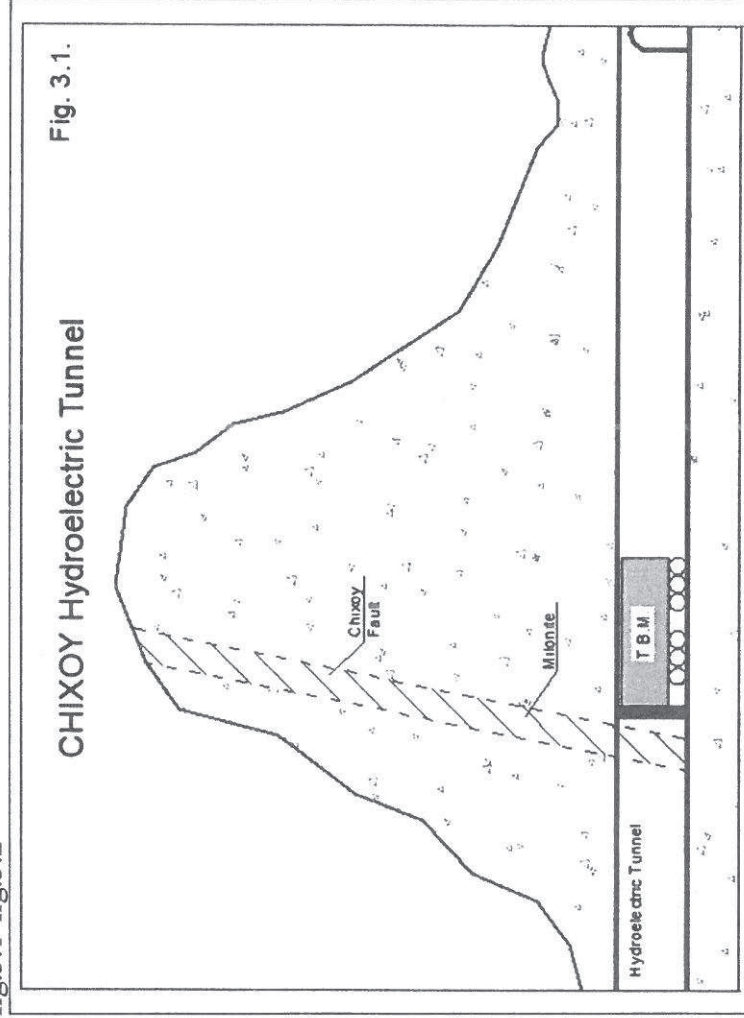 CHIXOY Hydroelectric Tunnel
Fig. 3.1.
Chixoy
Fault
Milonite
T B M
Hydroelectric Tunnel